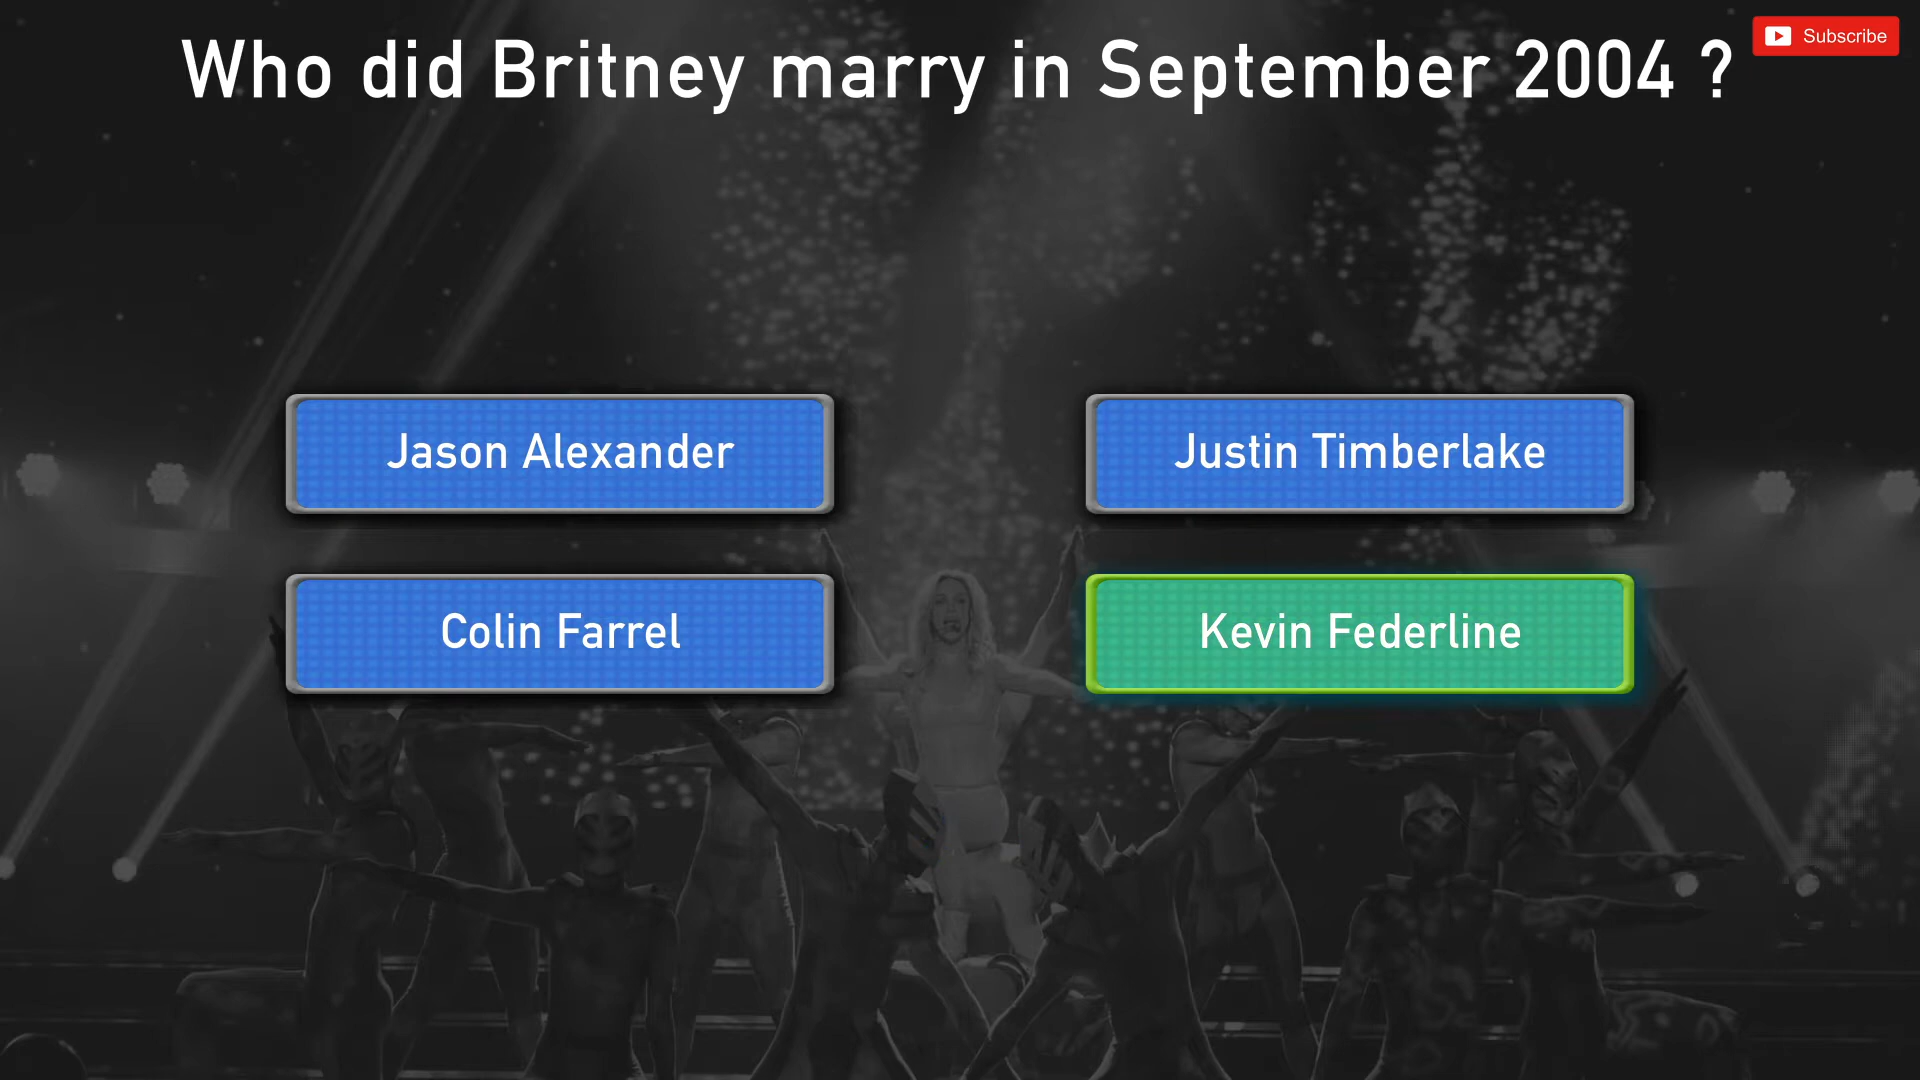 Who did Britney marry in September 2004 ?
Subscribe
Jason Alexander
Justin Timberlake
Colin Farrel
Kevin Federline